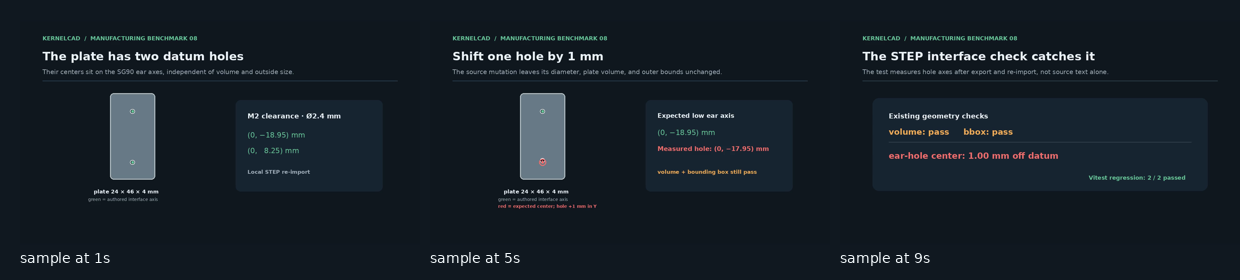 KERNELCAD / MANUFACTURING BENCHMARK 08
The plate has two datum holes
Their centers sit on the SG90 ear axes, independent of volume and outside size.
M2 clearance · Ø2.4 mm
(0, −18.95) mm
(0, 8.25) mm
Local STEP re-import
plate 24 × 46 × 4 mm
green = authored interface axis
sample at 1s
KERNELCAD / MANUFACTURING BENCHMARK 08
Shift one hole by 1 mm
The source mutation leaves its diameter, plate volume, and outer bounds unchanged.
Expected low ear axis
(0, −18.95) mm
Measured hole: (0, −17.95) mm
volume + bounding box still pass
plate 24 × 46 × 4 mm
green = authored interface axis
red = expected center; hole +1 mm in Y
sample at 5s
KERNELCAD / MANUFACTURING BENCHMARK 08
The STEP interface check catches it
The test measures hole axes after export and re-import, not source text alone.
Existing geometry checks
volume: pass bbox: pass
ear-hole center: 1.00 mm off datum
Vitest regression: 2 / 2 passed
sample at 9s